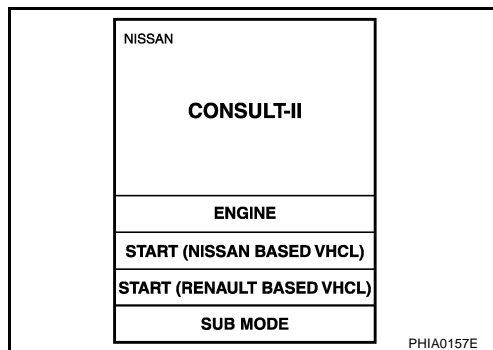 NISSAN
CONSULT-II
ENGINE
START (NISSAN BASED VHCL)
START (RENAULT BASED VHCL)
SUB MODE
PHIA0157E